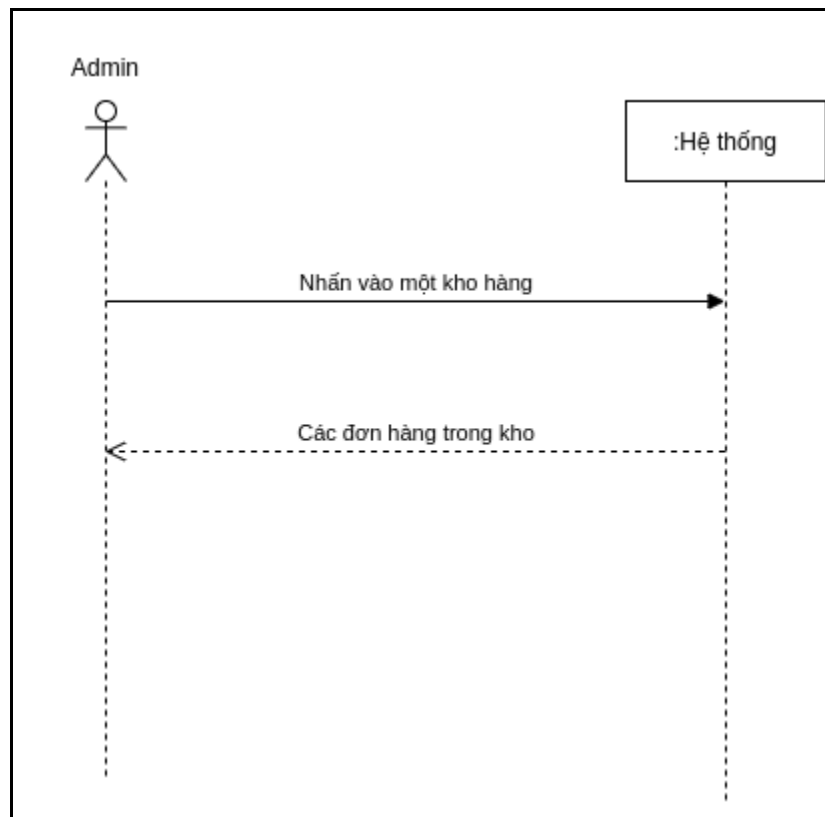 Admin
:Hệ thống
Nhấn vào một kho hàng
Các đơn hàng trong kho